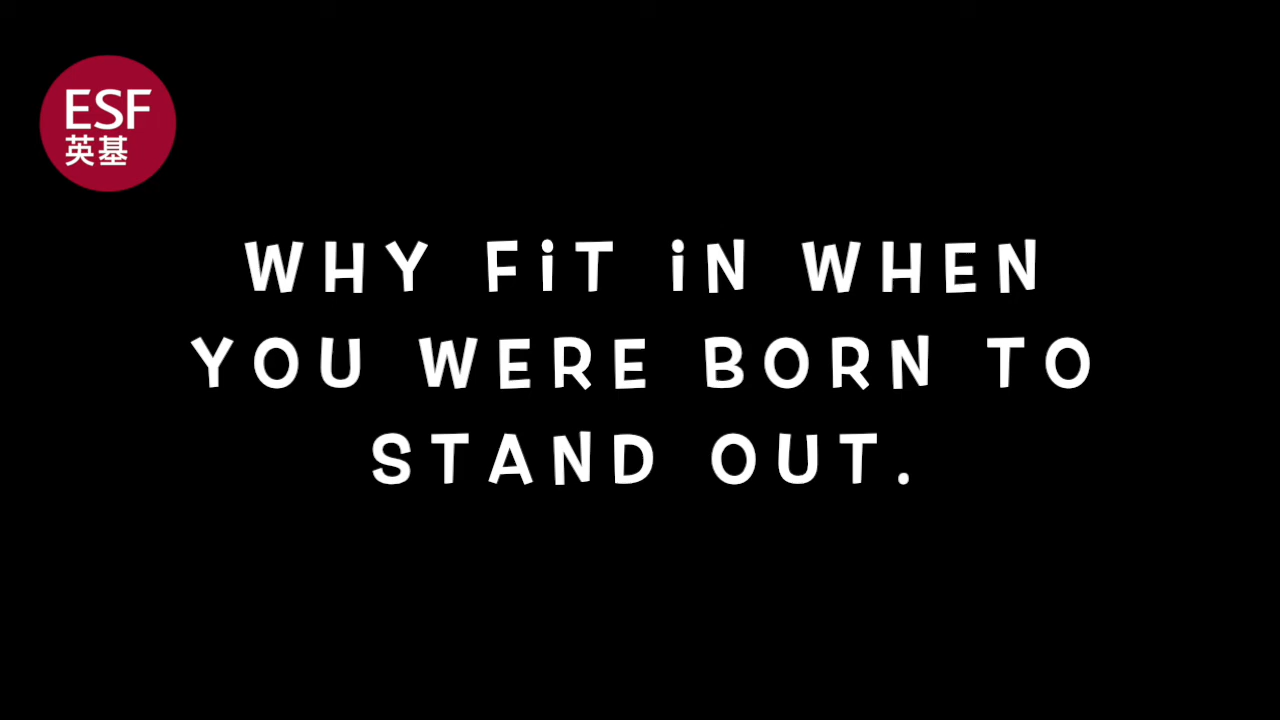 ESF
英基
WHY FiT iN WHEN
YOU WERE BORN TO
STAND OUT.